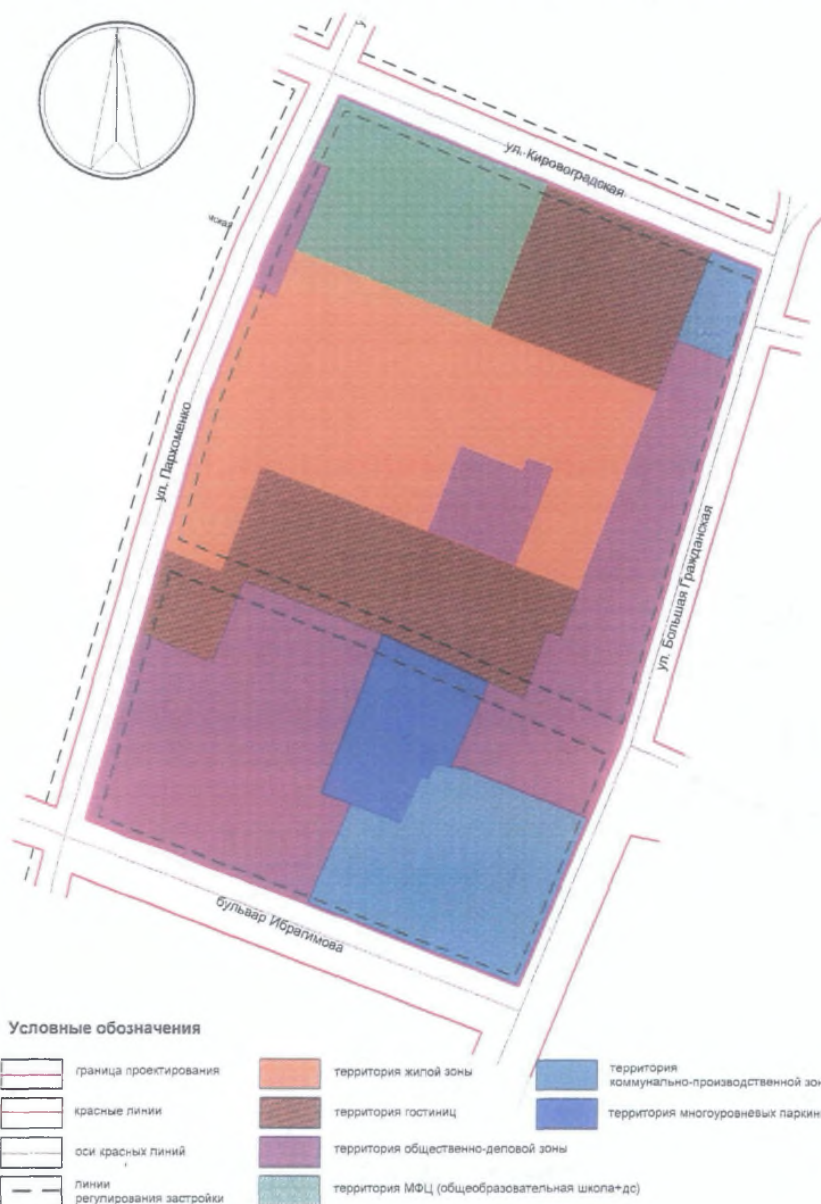 ул. Кировоградская
ул. Пархоменко
ул. Большая Гражданская
бульвар Ибрагимова
Условные обозначения
граница проектирования
красные линии
оси красных линий
линии
регулирования застройки
территория жилой зоны
территория гостиниц
территория общественно-деловой зоны
территория МФЦ (общеобразовательная школа+дс)
территория
коммунально-производственной зон
территория многоуровневых паркин